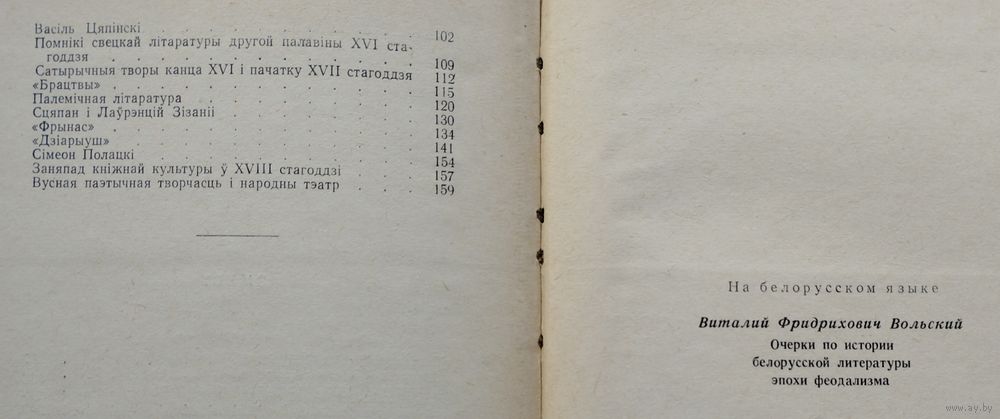 Васіль Цяпінскі . . . . . . . . . . . 102
Помнікі свецкай літаратуры другой палавіны XVI ста-
годдзя . . . . . . . . . . . . . 109
Сатырычныя творы канца XVI і пачатку XVII стагоддзя 112
«Брацтвы» . . . . . . . . . . . . 115
Палемічная літаратура . . . . . . . . . 120
Сцяпан і Лаўрэнцій Зізаніі . . . . . . . . 130
«Фрынас» . . . . . . . . . . . . 134
«Дзіарыуш» . . . . . . . . . . . . 141
Сімеон Полацкі . . . . . . . . . . . 154
Заняпад кніжнай культуры ў XVIII стагоддзі . . . 157
Вусная паэтычная творчасць і народны тэатр . . . 159
На белорусском языке
Виталий Фридрихович Вольский
Очерки по истории
белорусской литературы
эпохи феодализма
www.ay.by